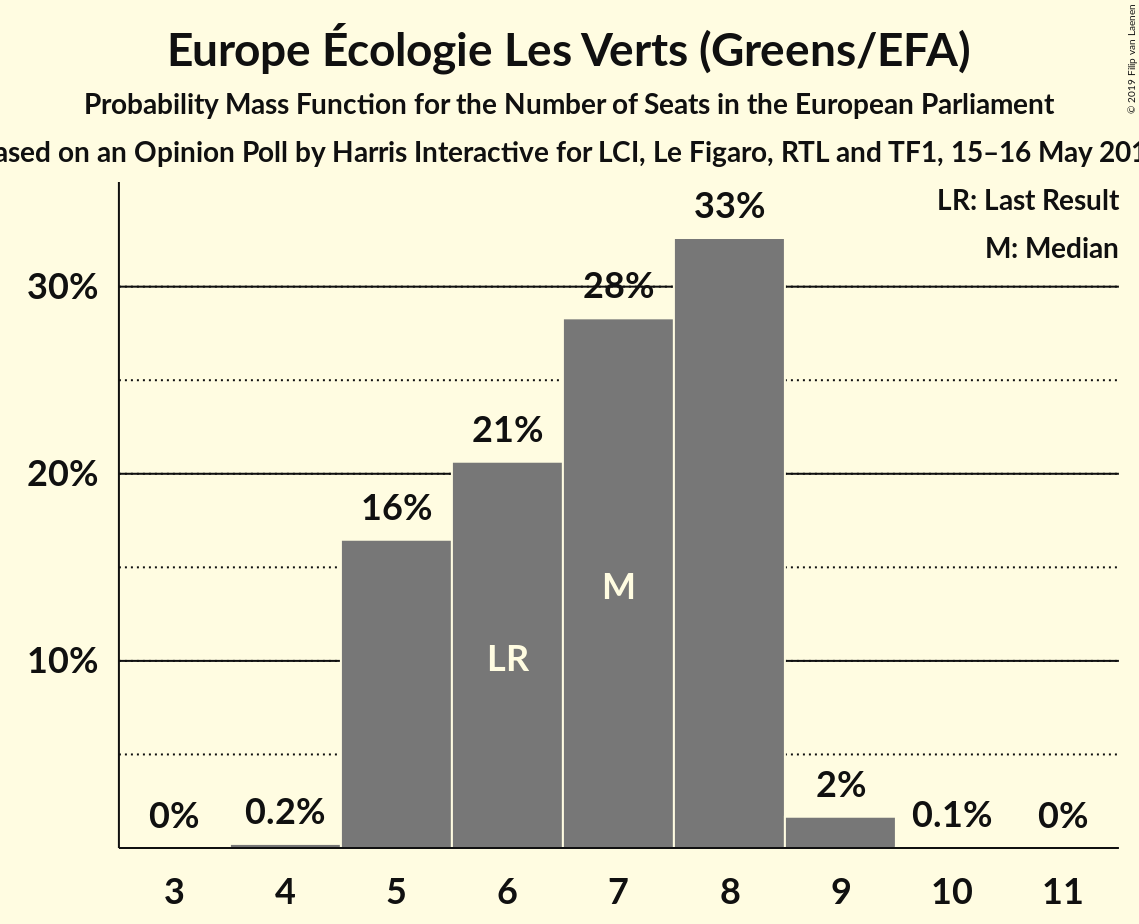 Europe Écologie Les Verts (Greens/EFA)
Probability Mass Function for the Number of Seats in the European Parliament
on an Opinion Poll by Harris Interactive for LCI, Le Figaro, RTL and TF1, 15–16 May
© 2019 Filip van Laenen
LR: Last Result
M: Median
33%
30%
28%
21%
20%
16%
M
LR
10%
2%
0%
0.2%
0.1%
0%
3 4 5 6 7 8 9 10 11